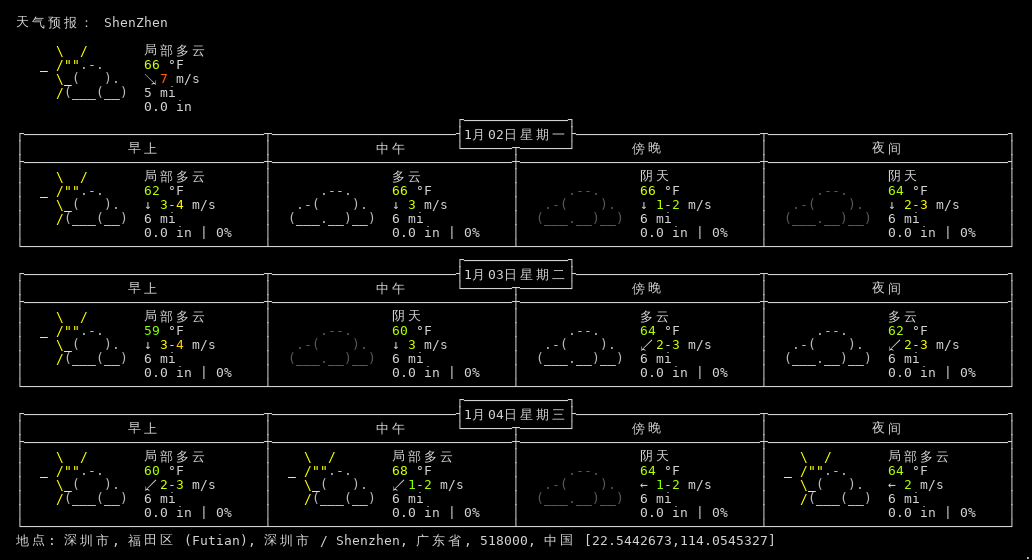 天气预报： ShenZhen
局部多云
66 °F
↘ 7 m/s
5 mi
0.0 in
1月02日星期一
早上 中午 傍晚 夜间
局部多云 多云 阴天 阴天
62 °F 66 °F 66 °F 64 °F
↓ 3-4 m/s ↓ 3 m/s ↓ 1-2 m/s ↓ 2-3 m/s
6 mi 6 mi 6 mi 6 mi
0.0 in | 0% 0.0 in | 0% 0.0 in | 0% 0.0 in | 0%
1月03日星期二
早上 中午 傍晚 夜间
局部多云 阴天 多云 多云
59 °F 60 °F 64 °F 62 °F
↓ 3-4 m/s ↓ 3 m/s ↙ 2-3 m/s ↙ 2-3 m/s
6 mi 6 mi 6 mi 6 mi
0.0 in | 0% 0.0 in | 0% 0.0 in | 0% 0.0 in | 0%
1月04日星期三
早上 中午 傍晚 夜间
局部多云 局部多云 阴天 局部多云
60 °F 68 °F 64 °F 64 °F
↙ 2-3 m/s ↙ 1-2 m/s ← 1-2 m/s ← 2 m/s
6 mi 6 mi 6 mi 6 mi
0.0 in | 0% 0.0 in | 0% 0.0 in | 0% 0.0 in | 0%
地点: 深圳市, 福田区 (Futian), 深圳市 / Shenzhen, 广东省, 518000, 中国 [22.5442673,114.0545327]